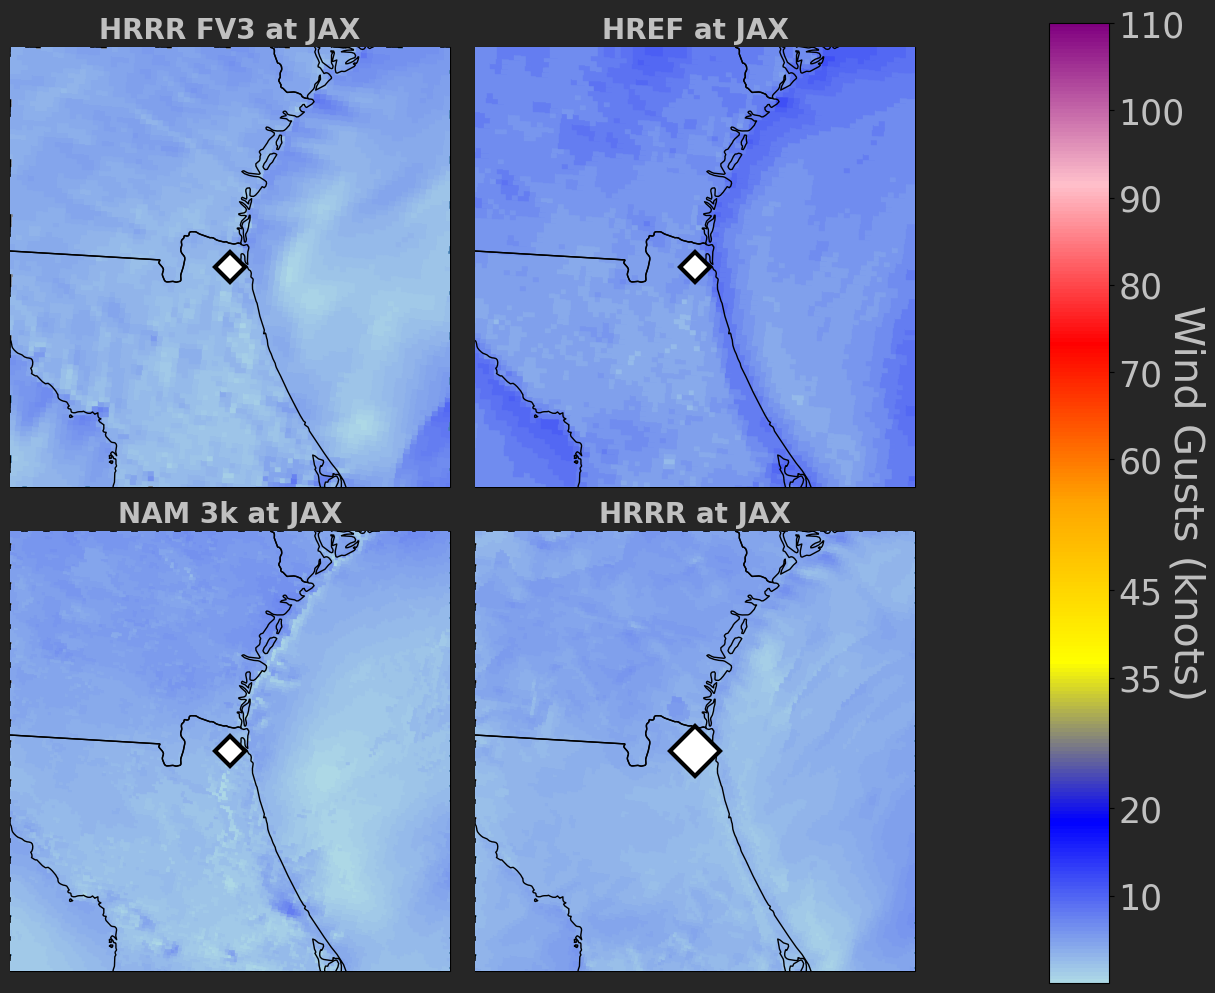 HRRR FV3 at JAX
HREF at JAX
NAM 3k at JAX
HRRR at JAX
110
100
90
80
70
60
45
35
20
10
Wind Gusts (knots)